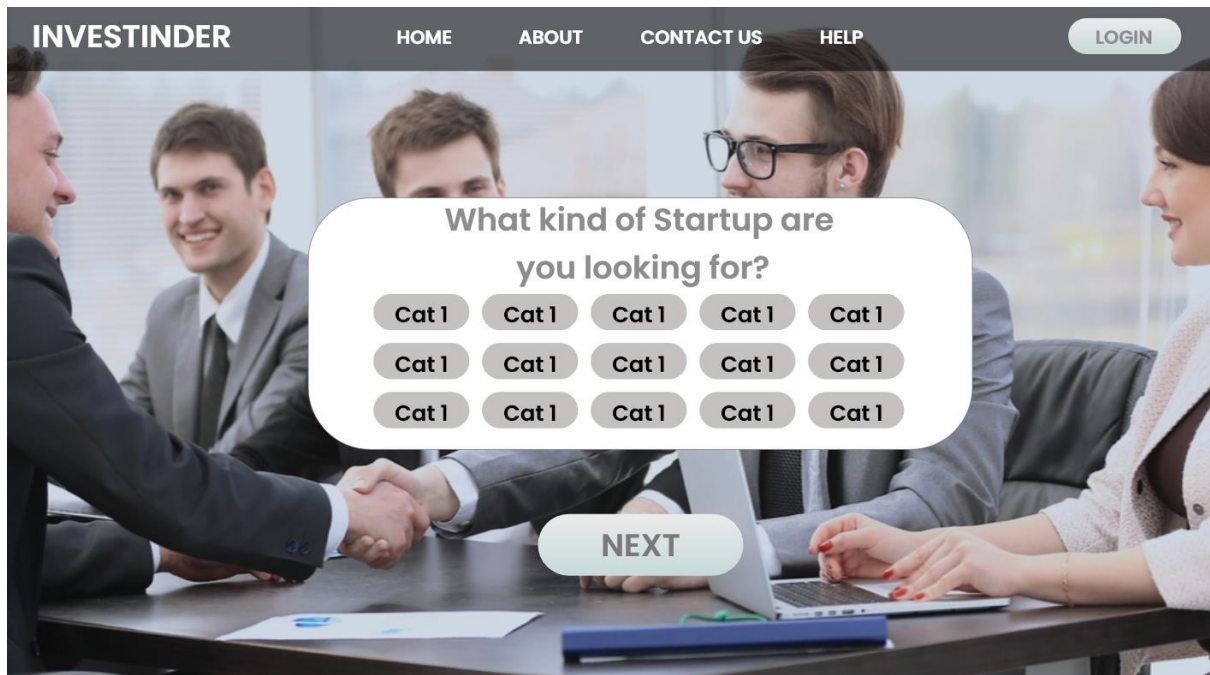 INVESTINDER HOME ABOUT CONTACT US HELP LOGIN
What kind of Startup are
you looking for?
Cat 1 Cat 1 Cat 1 Cat 1 Cat 1
Cat 1 Cat 1 Cat 1 Cat 1 Cat 1
Cat 1 Cat 1 Cat 1 Cat 1 Cat 1
NEXT